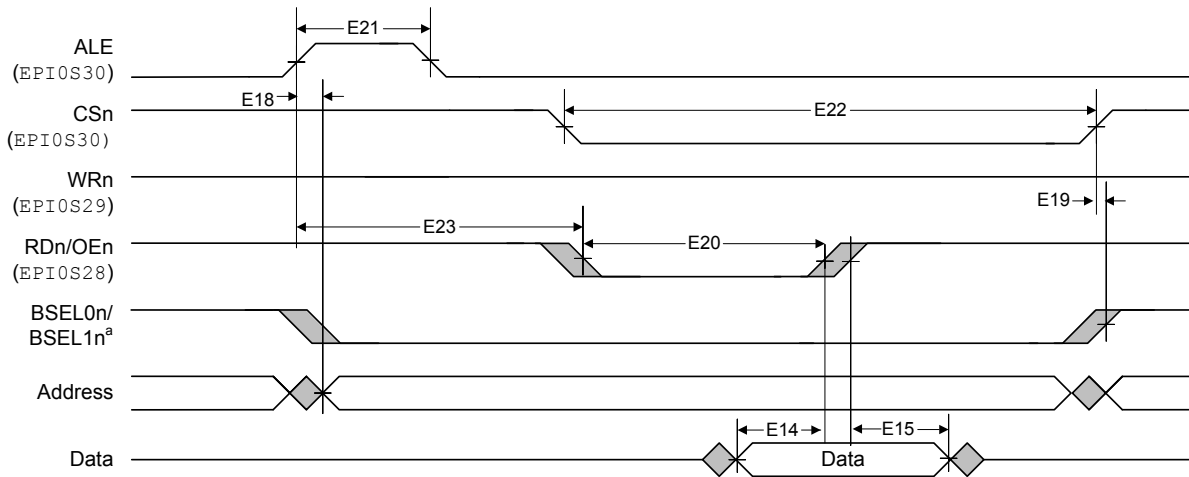 E21
ALE
(EPI0S30)
E18
CSn
(EPI0S30)
E22
WRn
(EPI0S29)
E19
E23
RDn/OEn
(EPI0S28)
E20
BSEL0n/
BSEL1nª
Address
E14
E15
Data
Data